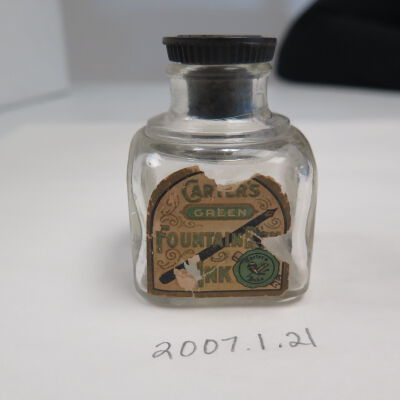 CARTER'S
GREEN
FOUNTAIN
INK
2007.1.21